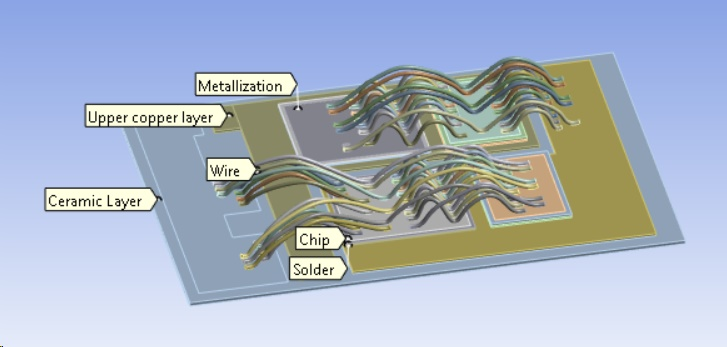 Metallization
Upper copper layer
Wire
Ceramic Layer
Chip
Solder